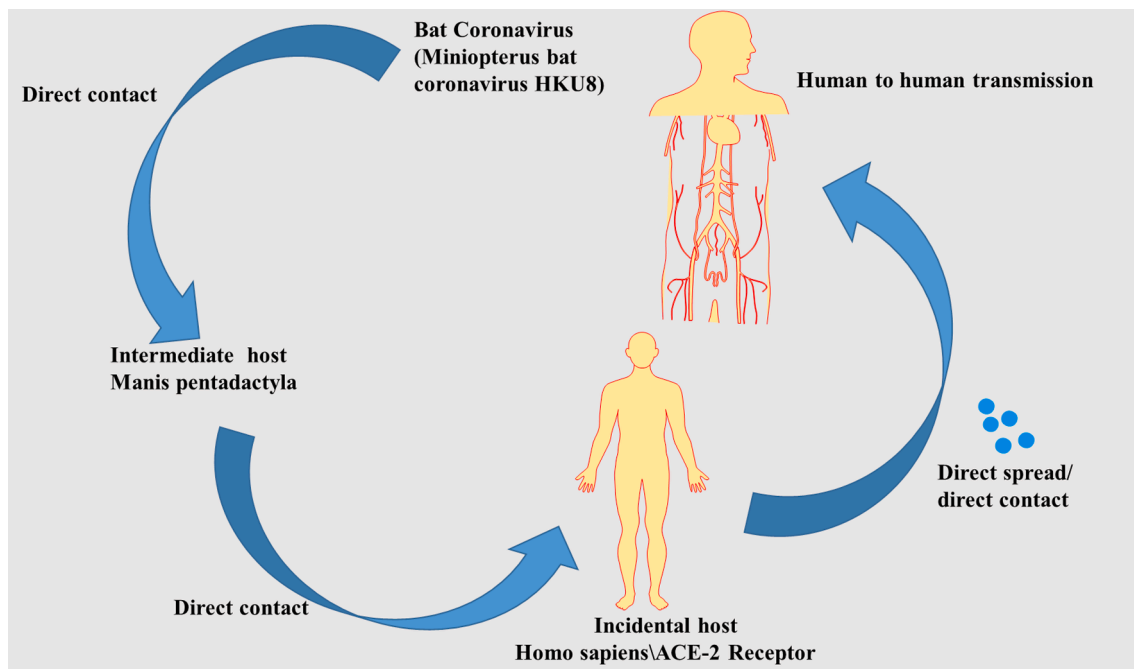 Bat Coronavirus
(Miniopterus bat
coronavirus HKU8)
Direct contact
Human to human transmission
Intermediate host
Manis pentadactyla
Direct spread/
direct contact
Direct contact
Incidental host
Homo sapiens\ACE-2 Receptor